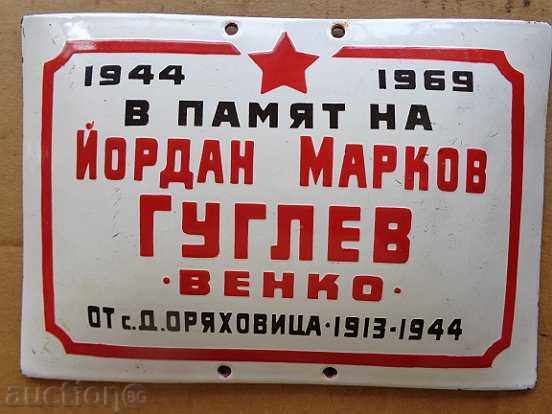 1944 1969
В ПАМЯТ НА
ЙОРДАН МАРКОВ
ГУГЛЕВ
·ВЕНКО·
ОТ с. Д. ОРЯХОВИЦА·1913-1944
auction BG